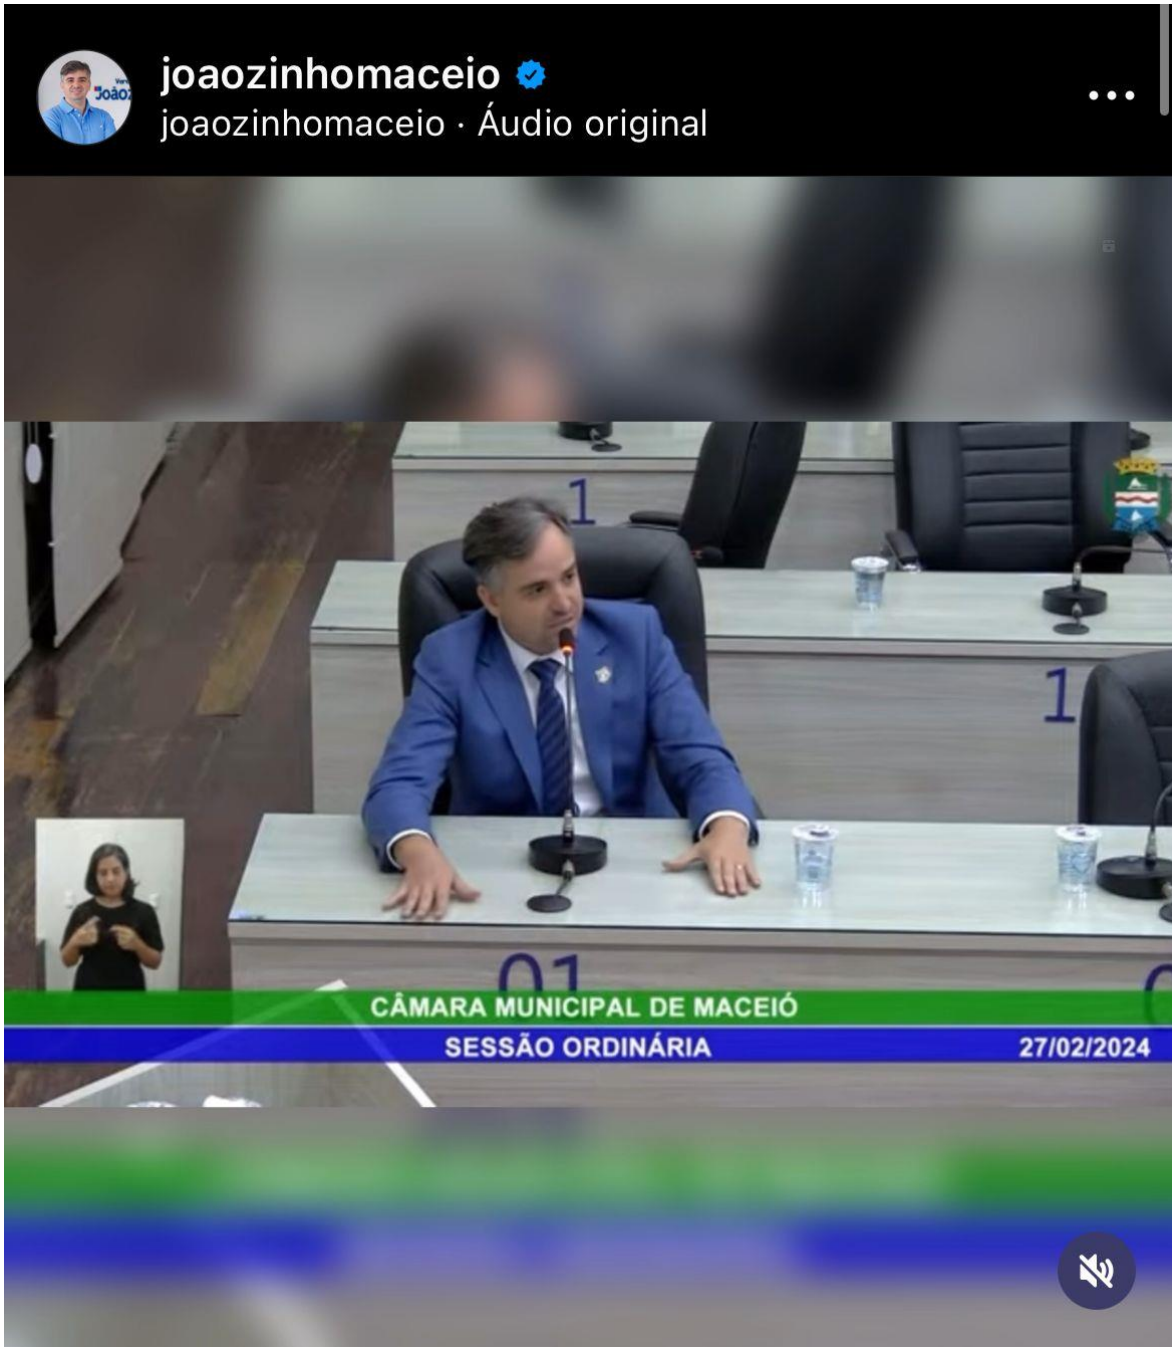 joaozinhomaceio
joaozinhomaceio · Áudio original
1
1
01
CÂMARA MUNICIPAL DE MACEIÓ
SESSÃO ORDINÁRIA
27/02/2024